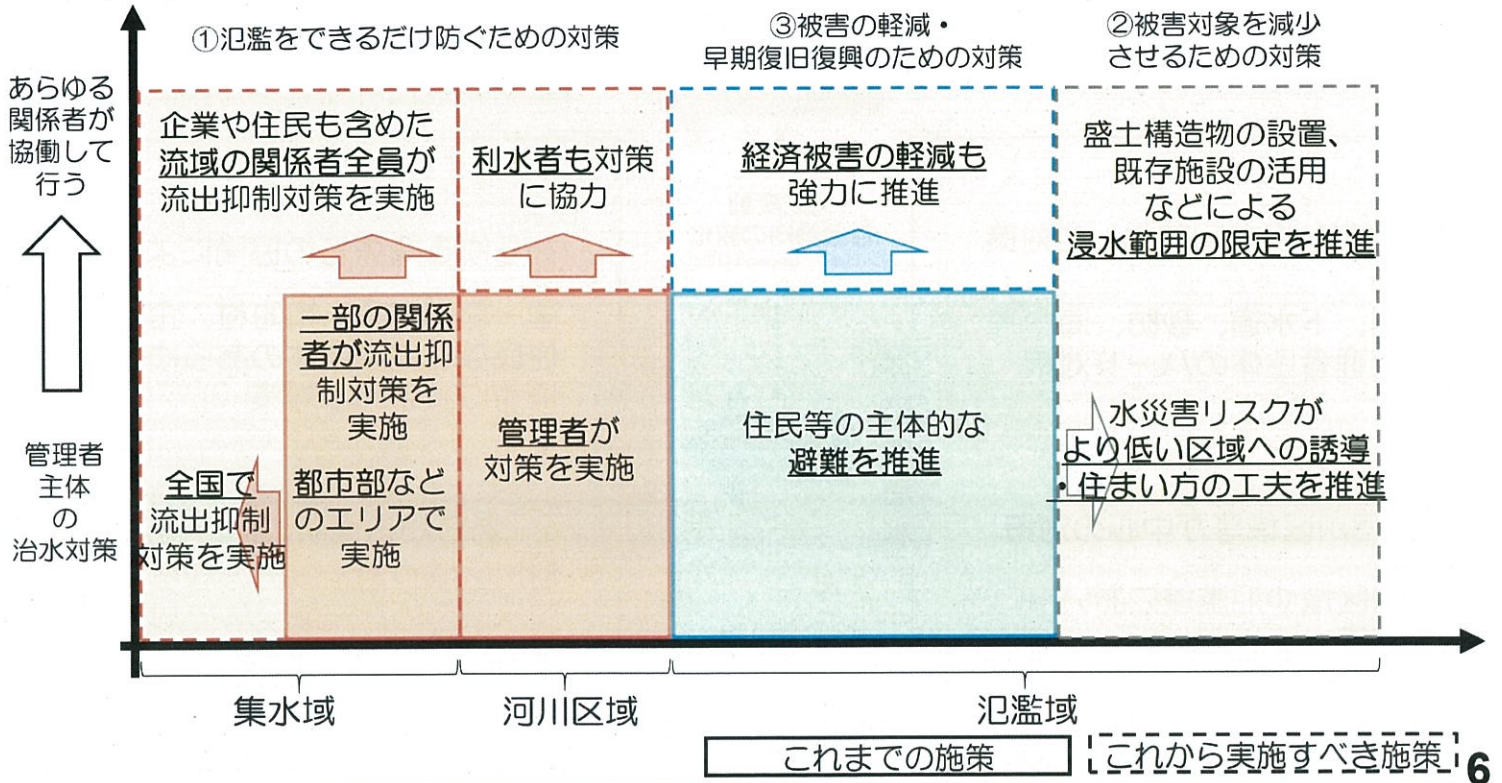 ①氾濫をできるだけ防ぐための対策
③被害の軽減・
早期復旧復興のための対策
②被害対象を減少
させるための対策
あらゆる
関係者が
協働して
行う
管理者
主体
の
治水対策
企業や住民も含めた
流域の関係者全員が
流出抑制対策を実施
利水者も対策
に協力
経済被害の軽減も
強力に推進
盛土構造物の設置、
既存施設の活用
などによる
浸水範囲の限定を推進
一部の関係
者が流出抑
制対策を
実施
全国で
流出抑制
対策を実施
都市部など
のエリアで
実施
管理者が
対策を実施
住民等の主体的な
避難を推進
水災害リスクが
より低い区域への誘導
・住まい方の工夫を推進
集水域
河川区域
氾濫域
これまでの施策
これから実施すべき施策
6